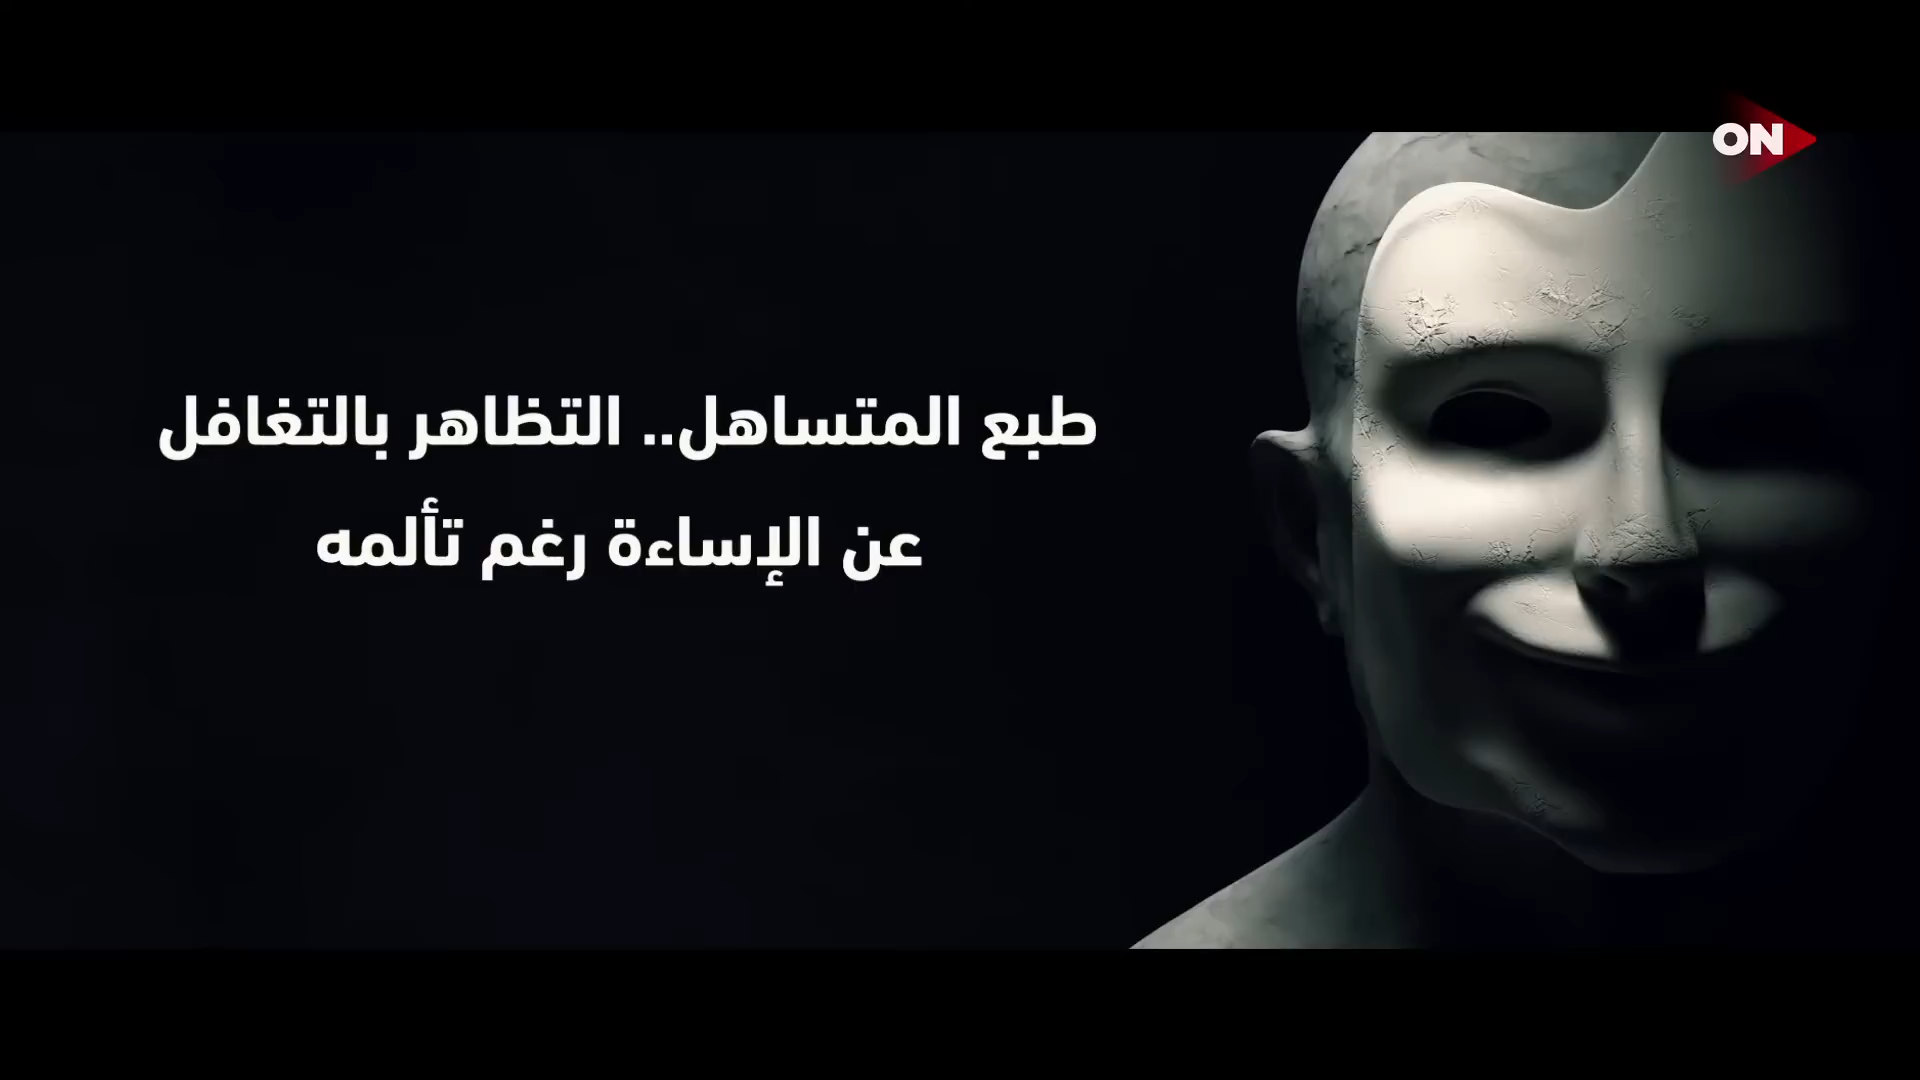 ON
طبع المتساهل.. التظاهر بالتغافل
عن الإساءة رغم تألمه